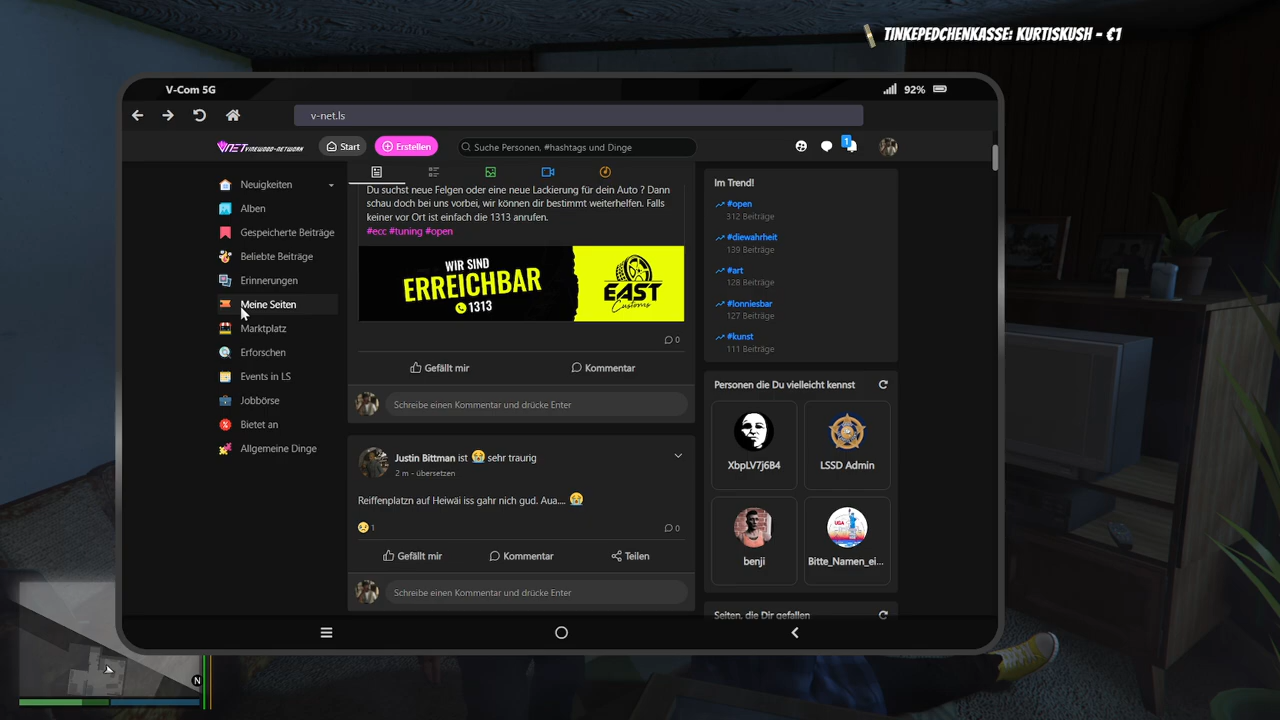 TINKEPEDCHENKASSE: KURTISKUSH - €1
V-Com 5G
92%
v-net.ls
VNET VINEWOOD-NETWORK
Start
Erstellen
Suche Personen, #hashtags und Dinge
1
Neuigkeiten
Alben
Gespeicherte Beiträge
Beliebte Beiträge
Erinnerungen
Meine Seiten
Marktplatz
Erforschen
Events in LS
Jobbörse
Bietet an
Allgemeine Dinge
Du suchst neue Felgen oder eine neue Lackierung für dein Auto ? Dann
schau doch bei uns vorbei, wir können dir bestimmt weiterhelfen. Falls
keiner vor Ort ist einfach die 1313 anrufen.
#ecc #tuning #open
WIR SIND
ERREICHBAR
1313
EAST
Customs
0
Gefällt mir
Kommentar
Schreibe einen Kommentar und drücke Enter
Justin Bittman ist 😭 sehr traurig
2 m - übersetzen
Reiffenplatzn auf Heiwäi iss gahr nich gud. Aua.... 😭
1
0
Gefällt mir
Kommentar
Teilen
Schreibe einen Kommentar und drücke Enter
Im Trend!
#open
312 Beiträge
#diewahrheit
139 Beiträge
#art
128 Beiträge
#lonniesbar
127 Beiträge
#kunst
111 Beiträge
Personen die Du vielleicht kennst
XbpLV7j6B4
LSSD Admin
UGA
benji
Bitte_Namen_ei...
Seiten, die Dir gefallen
N